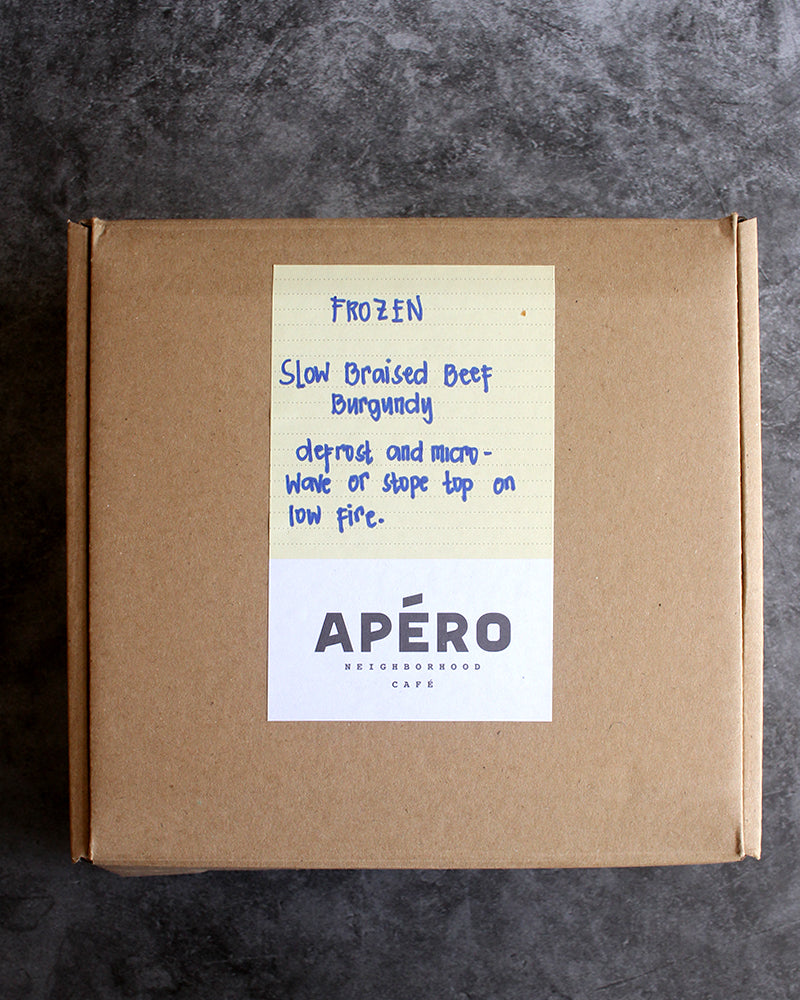 FROZEN
Slow Braised Beef
Burgundy
defrost and micro-
wave or stope top on
low fire.
APÉRO
NEIGHBORHOOD
CAFÉ